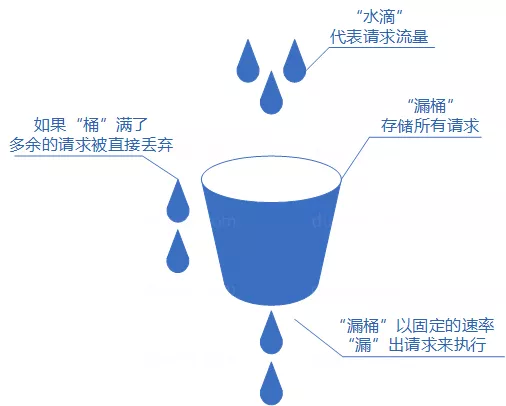 “水滴”
代表请求流量
“漏桶”
存储所有请求
如果“桶”满了
多余的请求被直接丢弃
“漏桶”以固定的速率
“漏”出请求来执行